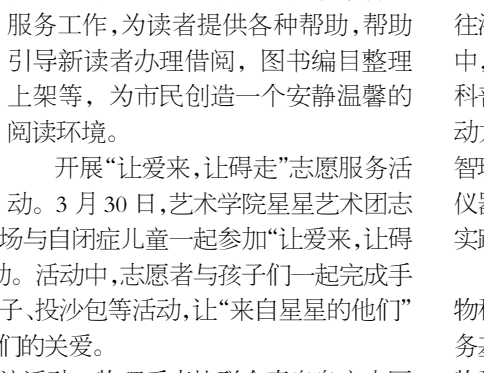 服务工作,为读者提供各种帮助,帮助
引导新读者办理借阅，图书编目整理
上架等，为市民创造一个安静温馨的
阅读环境。
开展“让爱来,让碍走”志愿服务活
动。3 月 30 日,艺术学院星星艺术团志
场与自闭症儿童一起参加“让爱来,让碍
动。活动中,志愿者与孩子们一起完成手
子、投沙包等活动,让“来自星星的他们”
们的关爱。
往
中,
科普
动
智
仪器
实践
物
务基